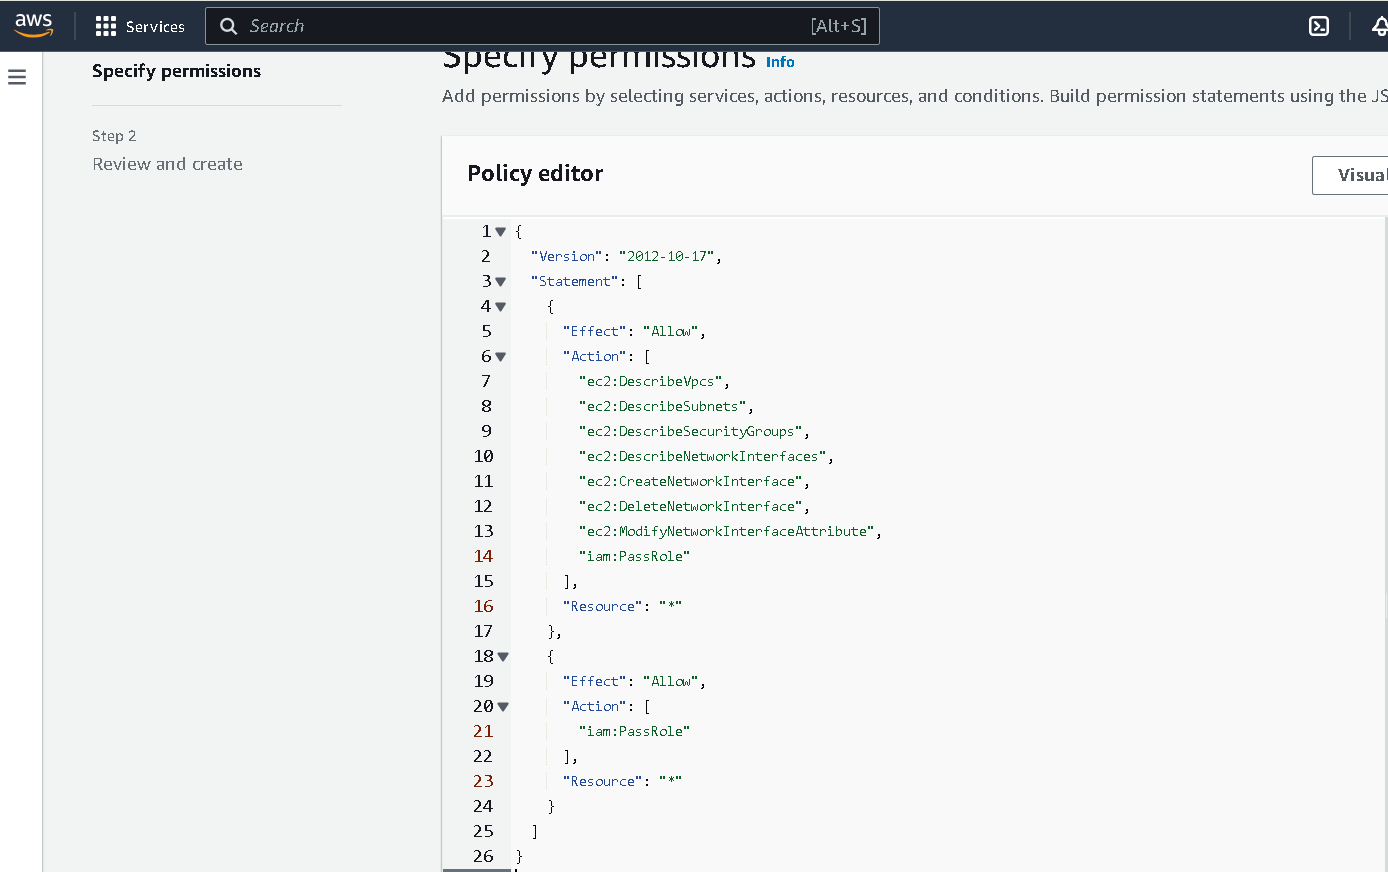 aws
Services
Search
[Alt+S]
Specify permissions
Step 2
Review and create
Specify permissions Info
Add permissions by selecting services, actions, resources, and conditions. Build permission statements using the JS
Policy editor
Visual
1 {
2 "Version": "2012-10-17",
3 "Statement": [
4 {
5 "Effect": "Allow",
6 "Action": [
7 "ec2:DescribeVpcs",
8 "ec2:DescribeSubnets",
9 "ec2:DescribeSecurityGroups",
10 "ec2:DescribeNetworkInterfaces",
11 "ec2:CreateNetworkInterface",
12 "ec2:DeleteNetworkInterface",
13 "ec2:ModifyNetworkInterfaceAttribute",
14 "iam:PassRole"
15 ],
16 "Resource": "*"
17 },
18 {
19 "Effect": "Allow",
20 "Action": [
21 "iam:PassRole"
22 ],
23 "Resource": "*"
24 }
25 ]
26 }